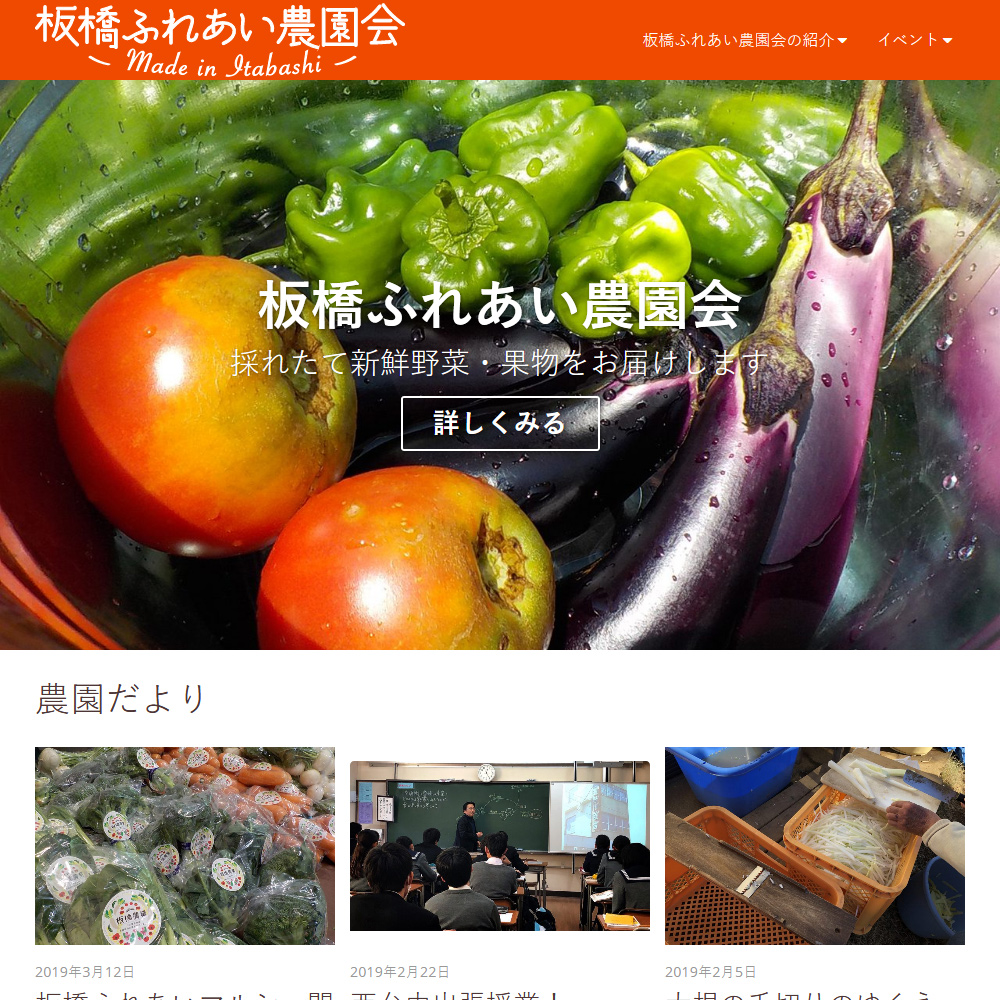 板橋ふれあい農園会
Made in Itabashi
板橋ふれあい農園会の紹介
イベント
板橋ふれあい農園会
採れたて新鮮野菜・果物をお届けします
詳しくみる
農園だより
板橋農業
2019年3月12日
2019年2月22日
2019年2月5日